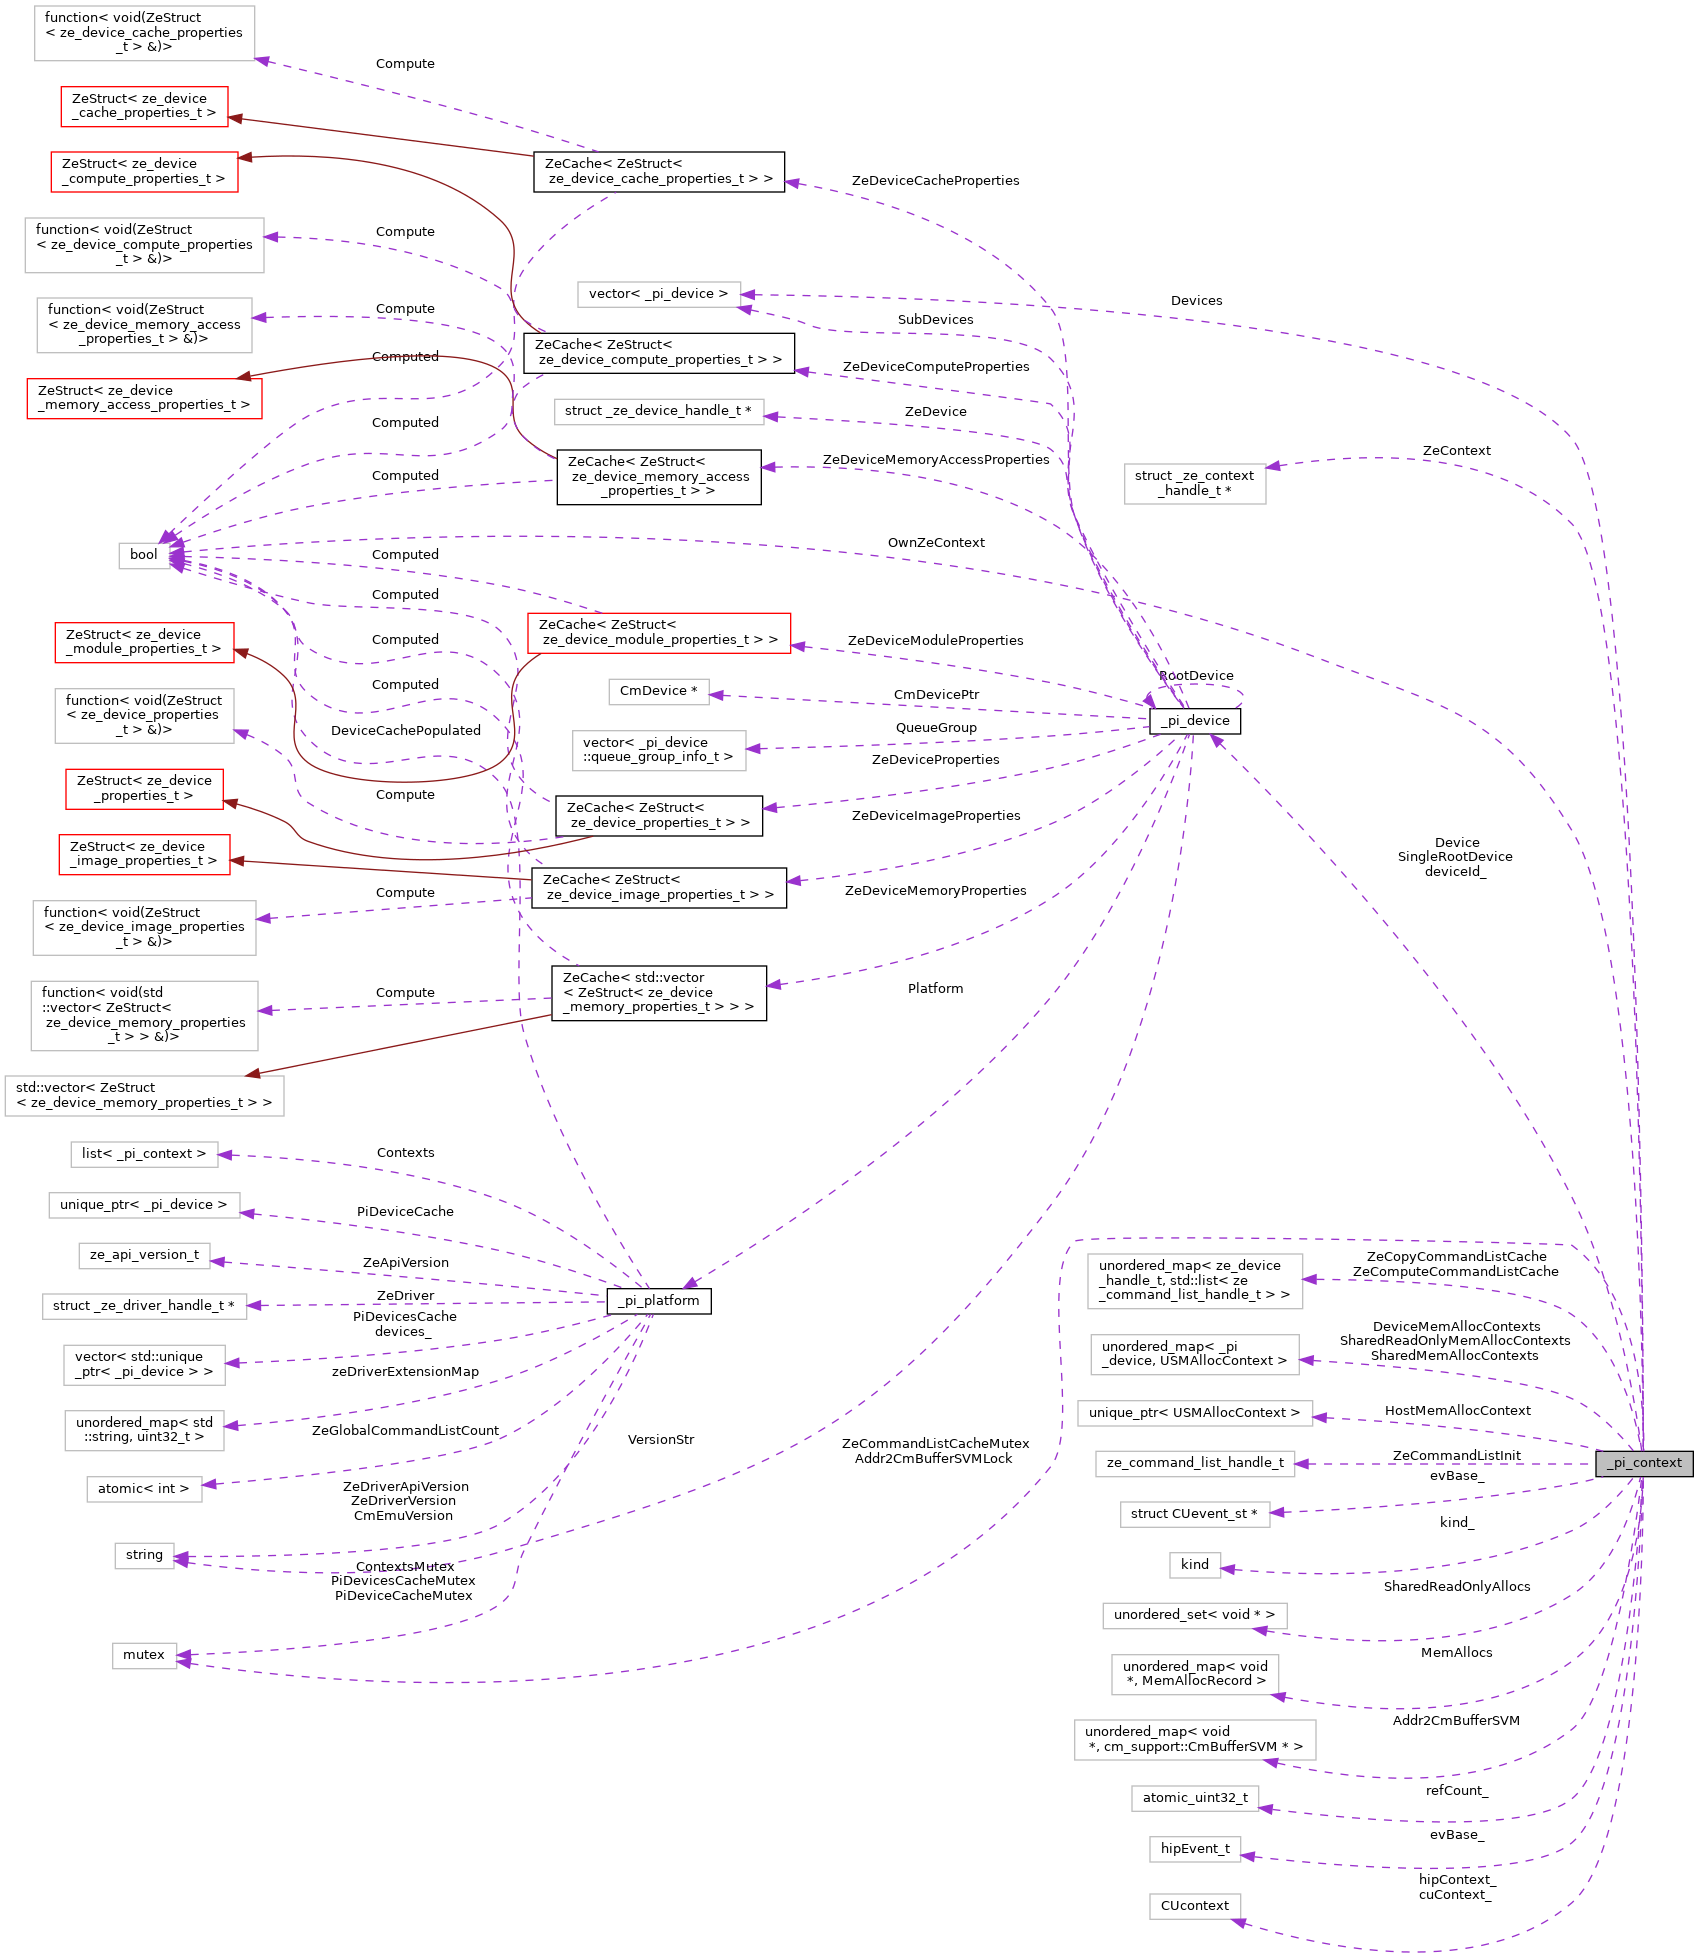 function< void(ZeStruct
< ze_device_cache_properties
_t > &)>
Compute
ZeStruct< ze_device
_cache_properties_t >
ZeStruct< ze_device
_compute_properties_t >
ZeCache< ZeStruct<
ze_device_cache_properties_t > >
ZeDeviceCacheProperties
function< void(ZeStruct
< ze_device_compute_properties
_t > &)>
Compute
vector< _pi_device >
Devices
function< void(ZeStruct
< ze_device_memory_access
_properties_t > &)>
Compute
SubDevices
ZeCache< ZeStruct<
ze_device_compute_properties_t > >
Computed
ZeDeviceComputeProperties
ZeStruct< ze_device
_memory_access_properties_t >
struct _ze_device_handle_t *
ZeDevice
Computed
ZeContext
ZeCache< ZeStruct<
ze_device_memory_access
_properties_t > >
ZeDeviceMemoryAccessProperties
Computed
struct _ze_context
_handle_t *
bool
OwnZeContext
Computed
Computed
ZeStruct< ze_device
_module_properties_t >
ZeCache< ZeStruct<
ze_device_module_properties_t > >
Computed
ZeDeviceModuleProperties
RootDevice
Computed
CmDevice *
CmDevicePtr
function< void(ZeStruct
< ze_device_properties
_t > &)>
_pi_device
DeviceCachePopulated
QueueGroup
vector< _pi_device
::queue_group_info_t >
ZeDeviceProperties
ZeStruct< ze_device
_properties_t >
Compute
ZeCache< ZeStruct<
ze_device_properties_t > >
ZeDeviceImageProperties
ZeStruct< ze_device
_image_properties_t >
Device
SingleRootDevice
deviceId_
ZeCache< ZeStruct<
ze_device_image_properties_t > >
Compute
ZeDeviceMemoryProperties
function< void(ZeStruct
< ze_device_image_properties
_t > &)>
ZeCache< std::vector
< ZeStruct< ze_device
_memory_properties_t > > >
Compute
Platform
function< void(std
::vector< ZeStruct<
ze_device_memory_properties
_t > > &)>
std::vector< ZeStruct
< ze_device_memory_properties_t > >
list< _pi_context >
Contexts
unique_ptr< _pi_device >
PiDeviceCache
ze_api_version_t
ZeApiVersion
unordered_map< ze_device
_handle_t, std::list< ze
_command_list_handle_t > >
ZeCopyCommandListCache
ZeComputeCommandListCache
struct _ze_driver_handle_t *
ZeDriver
_pi_platform
PiDevicesCache
devices_
DeviceMemAllocContexts
SharedReadOnlyMemAllocContexts
SharedMemAllocContexts
vector< std::unique
_ptr< _pi_device > >
unordered_map< _pi
_device, USMAllocContext >
zeDriverExtensionMap
unordered_map< std
::string, uint32_t >
unique_ptr< USMAllocContext >
HostMemAllocContext
ZeGlobalCommandListCount
VersionStr
ZeCommandListCacheMutex
Addr2CmBufferSVMLock
ze_command_list_handle_t
ZeCommandListInit
_pi_context
evBase_
atomic< int >
ZeDriverApiVersion
ZeDriverVersion
CmEmuVersion
struct CUevent_st *
kind_
string
kind
ContextsMutex
PiDevicesCacheMutex
PiDeviceCacheMutex
SharedReadOnlyAllocs
unordered_set< void * >
mutex
MemAllocs
unordered_map< void
*, MemAllocRecord >
Addr2CmBufferSVM
unordered_map< void
*, cm_support::CmBufferSVM * >
atomic_uint32_t
refCount_
hipEvent_t
evBase_
hipContext_
cuContext_
CUcontext